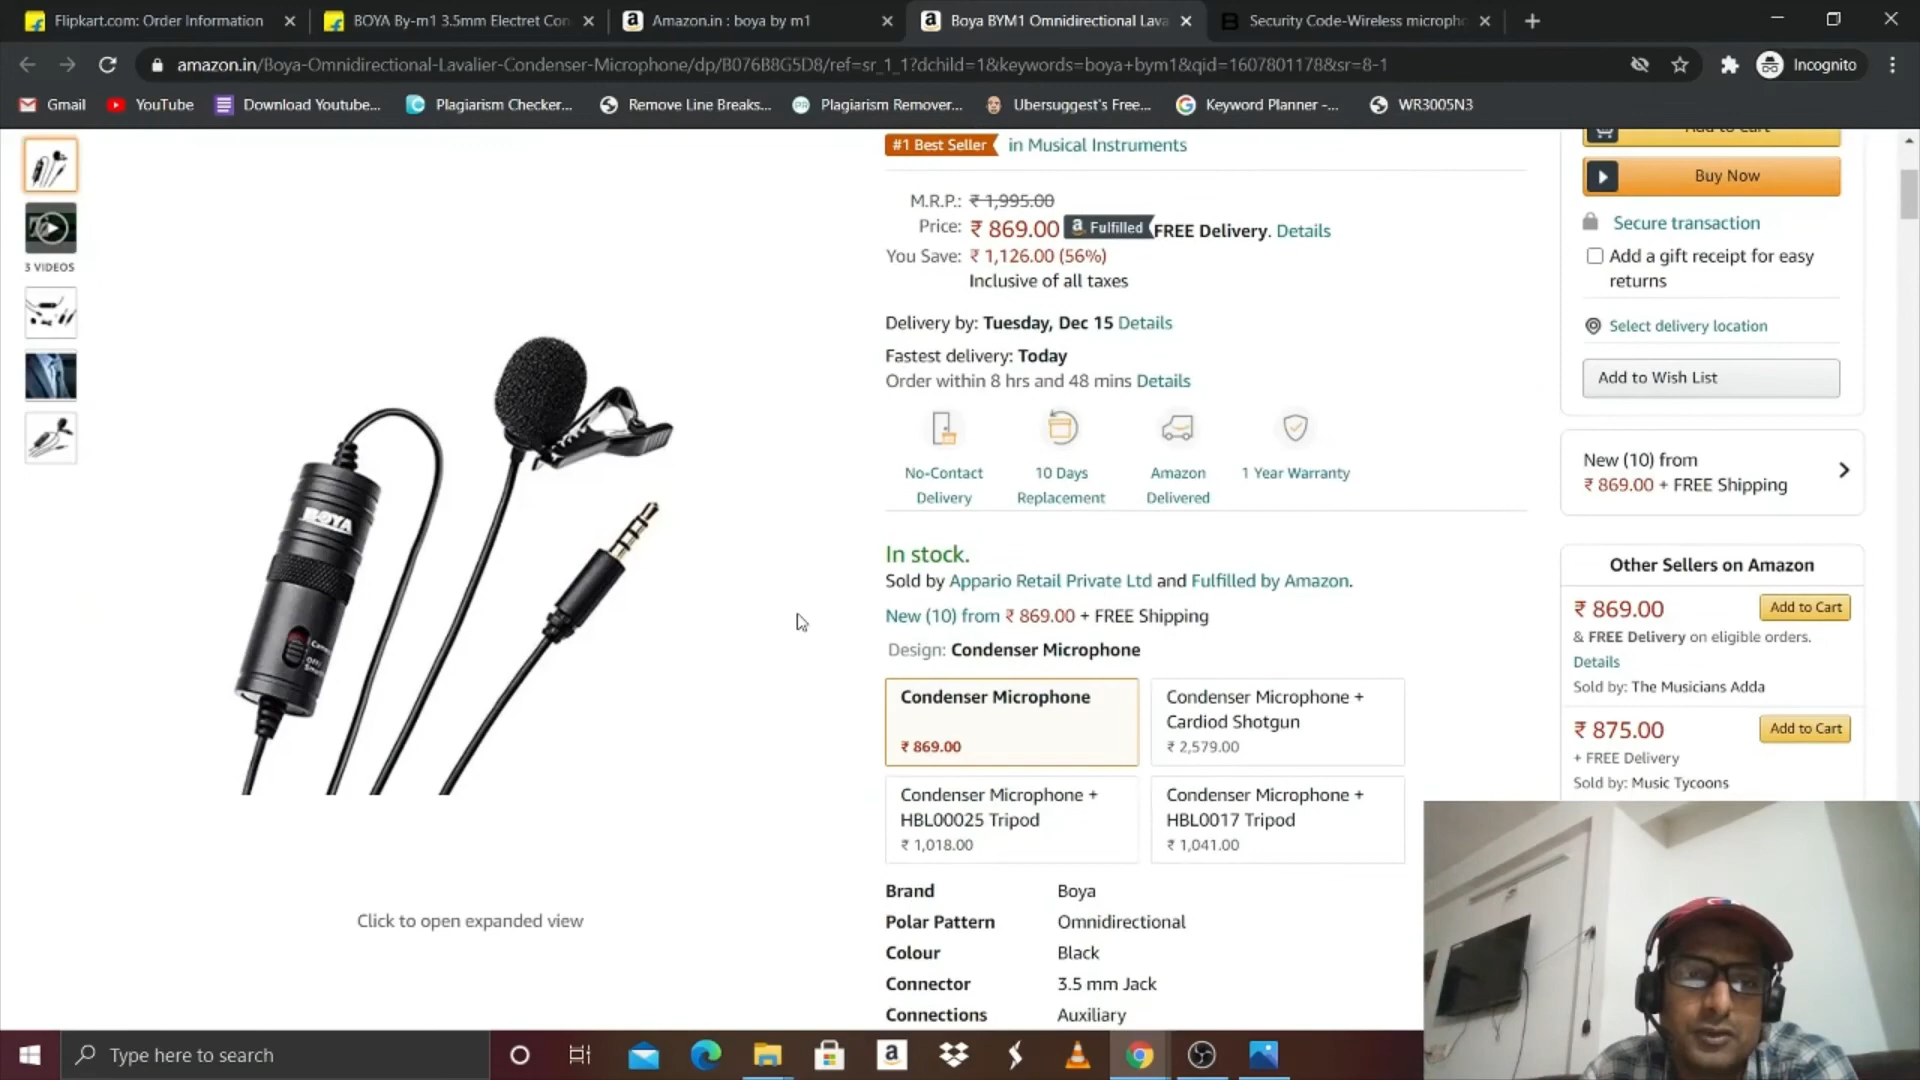 Flipkart.com: Order Information
BOYA By-m1 3.5mm Electret Con
Amazon.in : boya by m1
Boya BYM1 Omnidirectional Lava
Security Code-Wireless microph
amazon.in/Boya-Omnidirectional-Lavalier-Condenser-Microphone/dp/B076B8G5D8/ref=sr_1_1?dchild=1&keywords=boya+bym1&qid=1607801178&sr=8-1
Incognito
Gmail
YouTube
Download Youtube...
Plagiarism Checker...
Remove Line Breaks...
Plagiarism Remover...
Ubersuggest's Free...
Keyword Planner -...
WR3005N3
3 VIDEOS
BOYA
Click to open expanded view
#1 Best Seller in Musical Instruments
M.R.P.: ₹ 1,995.00
Price: ₹ 869.00 a Fulfilled FREE Delivery. Details
You Save: ₹ 1,126.00 (56%)
Inclusive of all taxes
Delivery by: Tuesday, Dec 15 Details
Fastest delivery: Today
Order within 8 hrs and 48 mins Details
No-Contact
Delivery
10 Days
Replacement
Amazon
Delivered
1 Year Warranty
In stock.
Sold by Appario Retail Private Ltd and Fulfilled by Amazon.
New (10) from ₹ 869.00 + FREE Shipping
Design: Condenser Microphone
Condenser Microphone
₹ 869.00
Condenser Microphone +
Cardiod Shotgun
₹ 2,579.00
Condenser Microphone +
HBL00025 Tripod
₹ 1,018.00
Condenser Microphone +
HBL0017 Tripod
₹ 1,041.00
Brand Boya
Polar Pattern Omnidirectional
Colour Black
Connector 3.5 mm Jack
Connections Auxiliary
Add to Cart
Buy Now
Secure transaction
Add a gift receipt for easy
returns
Select delivery location
Add to Wish List
New (10) from
₹ 869.00 + FREE Shipping
Other Sellers on Amazon
₹ 869.00 Add to Cart
& FREE Delivery on eligible orders.
Details
Sold by: The Musicians Adda
₹ 875.00 Add to Cart
+ FREE Delivery
Sold by: Music Tycoons
Type here to search